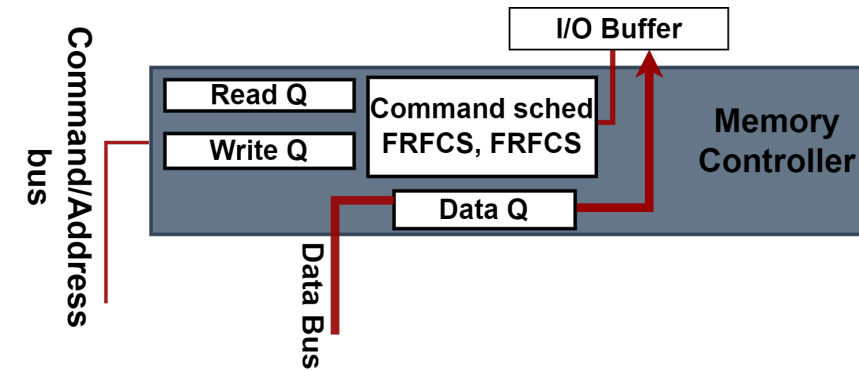 I/O Buffer
Command/Address
bus
Read Q
Write Q
Command sched
FRFCS, FRFCS
Memory
Controller
Data Q
Data Bus